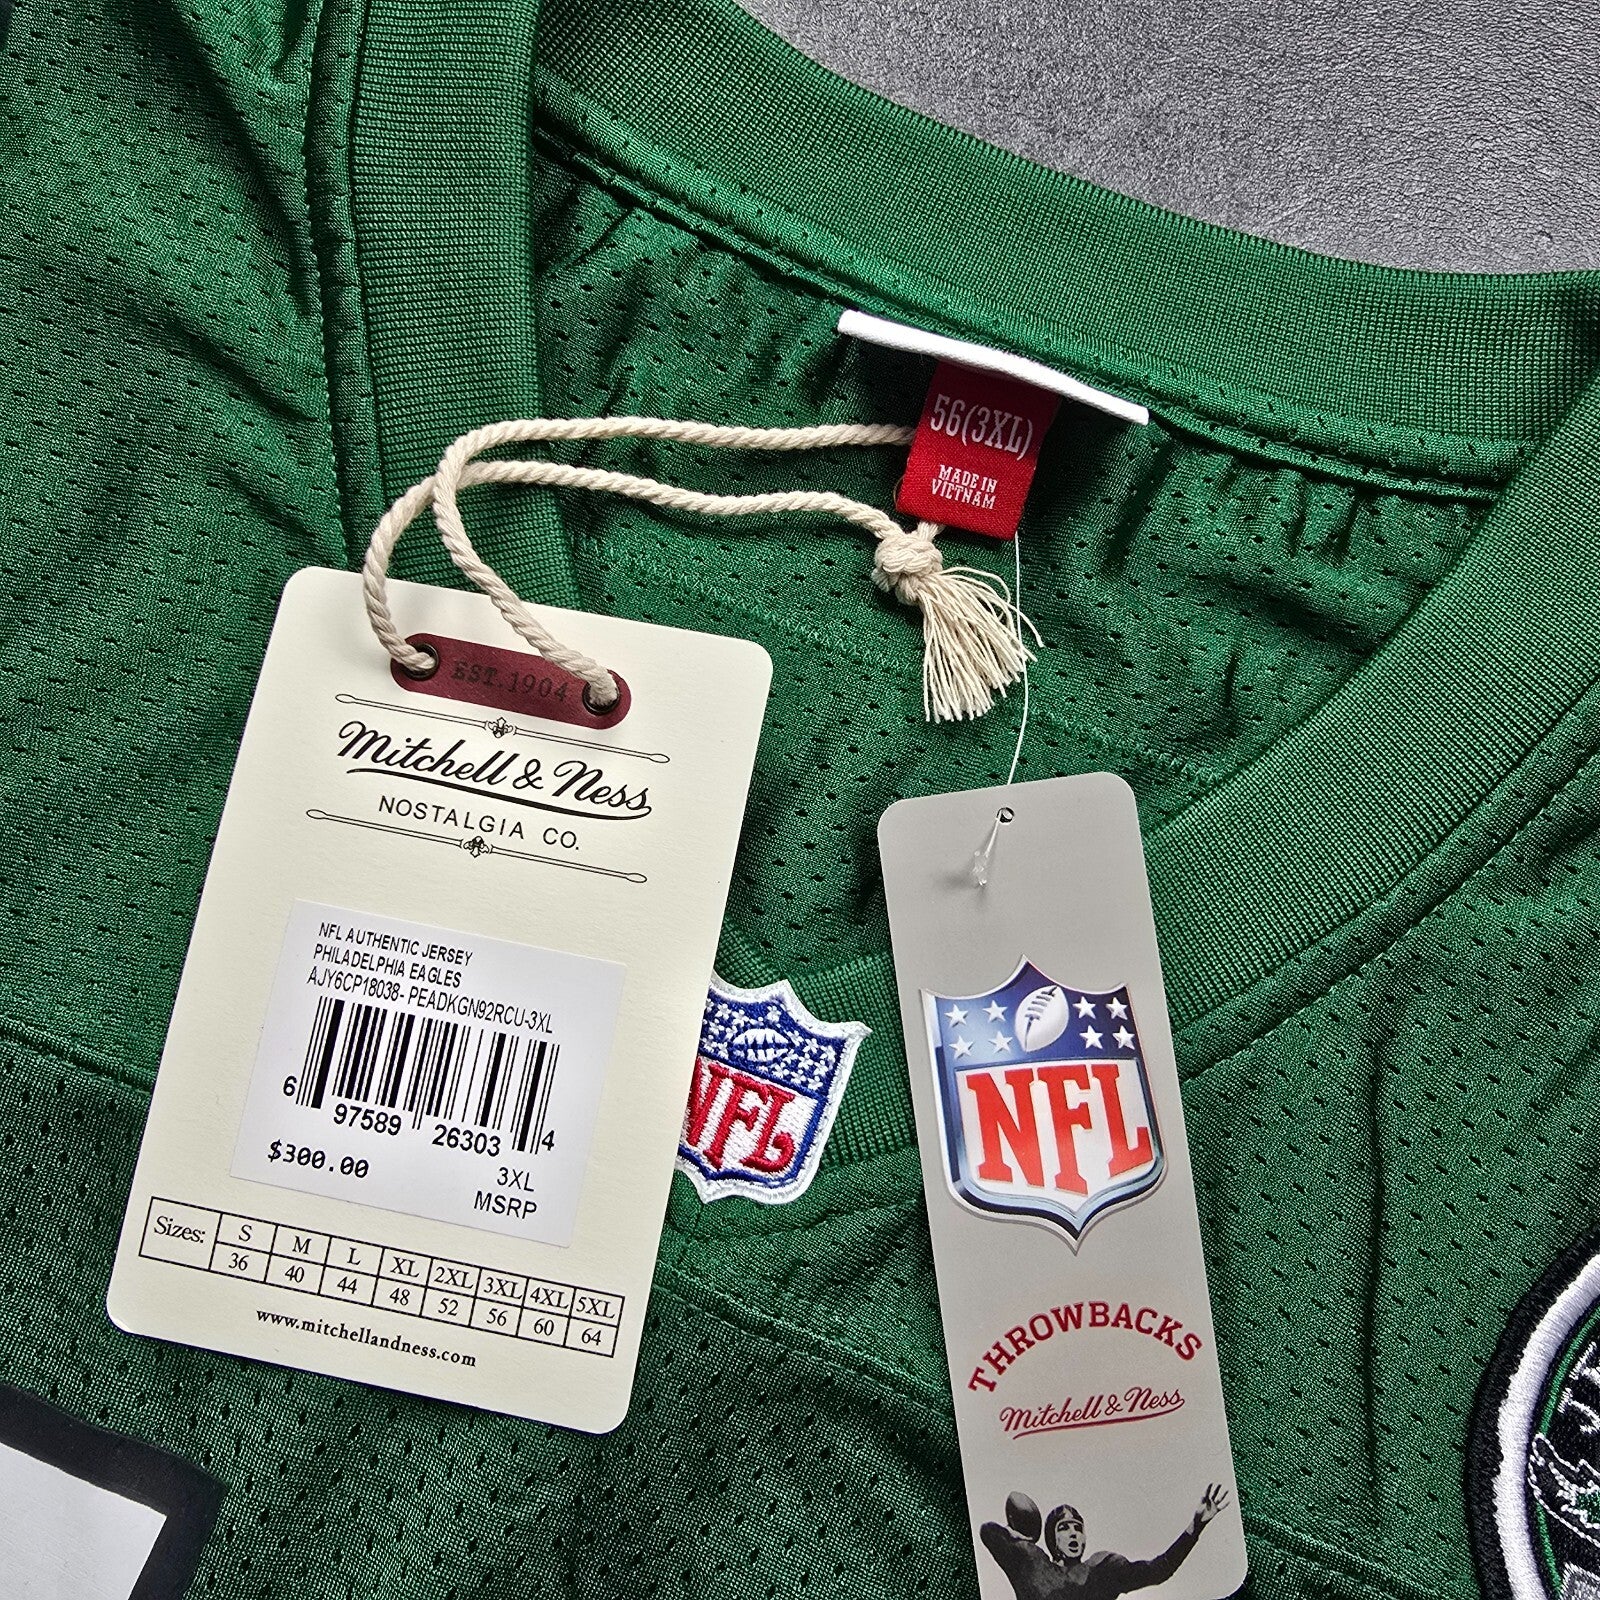 56(3XL)
MADE IN
VIETNAM
EST. 1904
Mitchell & Ness
NOSTALGIA CO.
NFL AUTHENTIC JERSEY
PHILADELPHIA EAGLES
AJY6CP18038- PEADKGN92RCU-3XL
6 97589 26303 4
$300.00 3XL
MSRP
Sizes: S M L XL 2XL 3XL 4XL 5XL
36 40 44 48 52 56 60 64
www.mitchellandness.com
NFL
NFL
THROWBACKS
Mitchell & Ness